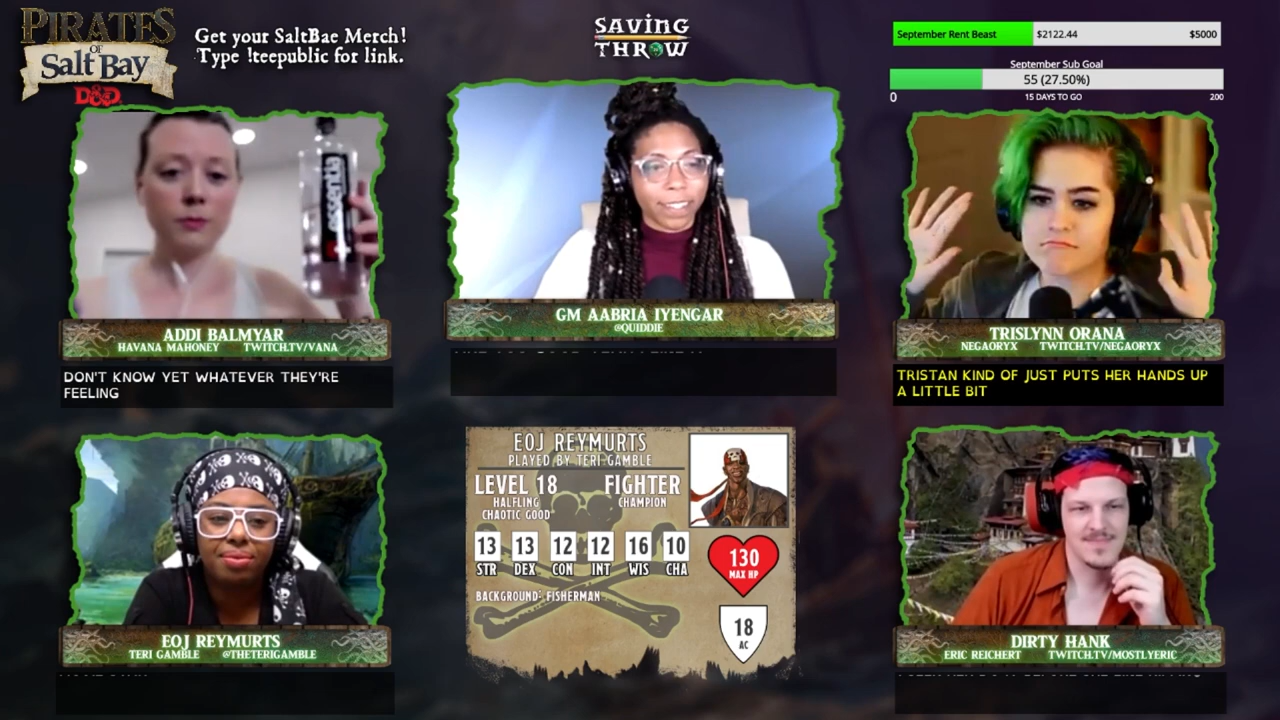 PIRATES
OF
Salt Bay
D&D
Get your SaltBae Merch!
Type !teepublic for link.
SAVING
THROW
September Rent Beast $2122.44 $5000
September Sub Goal
55 (27.50%)
0 15 DAYS TO GO 200
essentia
ADDI BALMYAR
HAVANA MAHONEY TWITCH.TV/VANA
DON'T KNOW YET WHATEVER THEY'RE
FEELING
GM AABRIA IYENGAR
@QUIDDIE
TRISLYNN ORANA
NEGAORYX TWITCH.TV/NEGAORYX
TRISTAN KIND OF JUST PUTS HER HANDS UP
A LITTLE BIT
EOJ REYMURTS
TERI GAMBLE @THETERIGAMBLE
EOJ REYMURTS
PLAYED BY TERI GAMBLE
LEVEL 18 FIGHTER
HALFLING CHAMPION
CHAOTIC GOOD
13 13 12 12 16 10
STR DEX CON INT WIS CHA
130
MAX HP
BACKGROUND: FISHERMAN
18
AC
DIRTY HANK
ERIC REICHERT TWITCH.TV/MOSTLYERIC